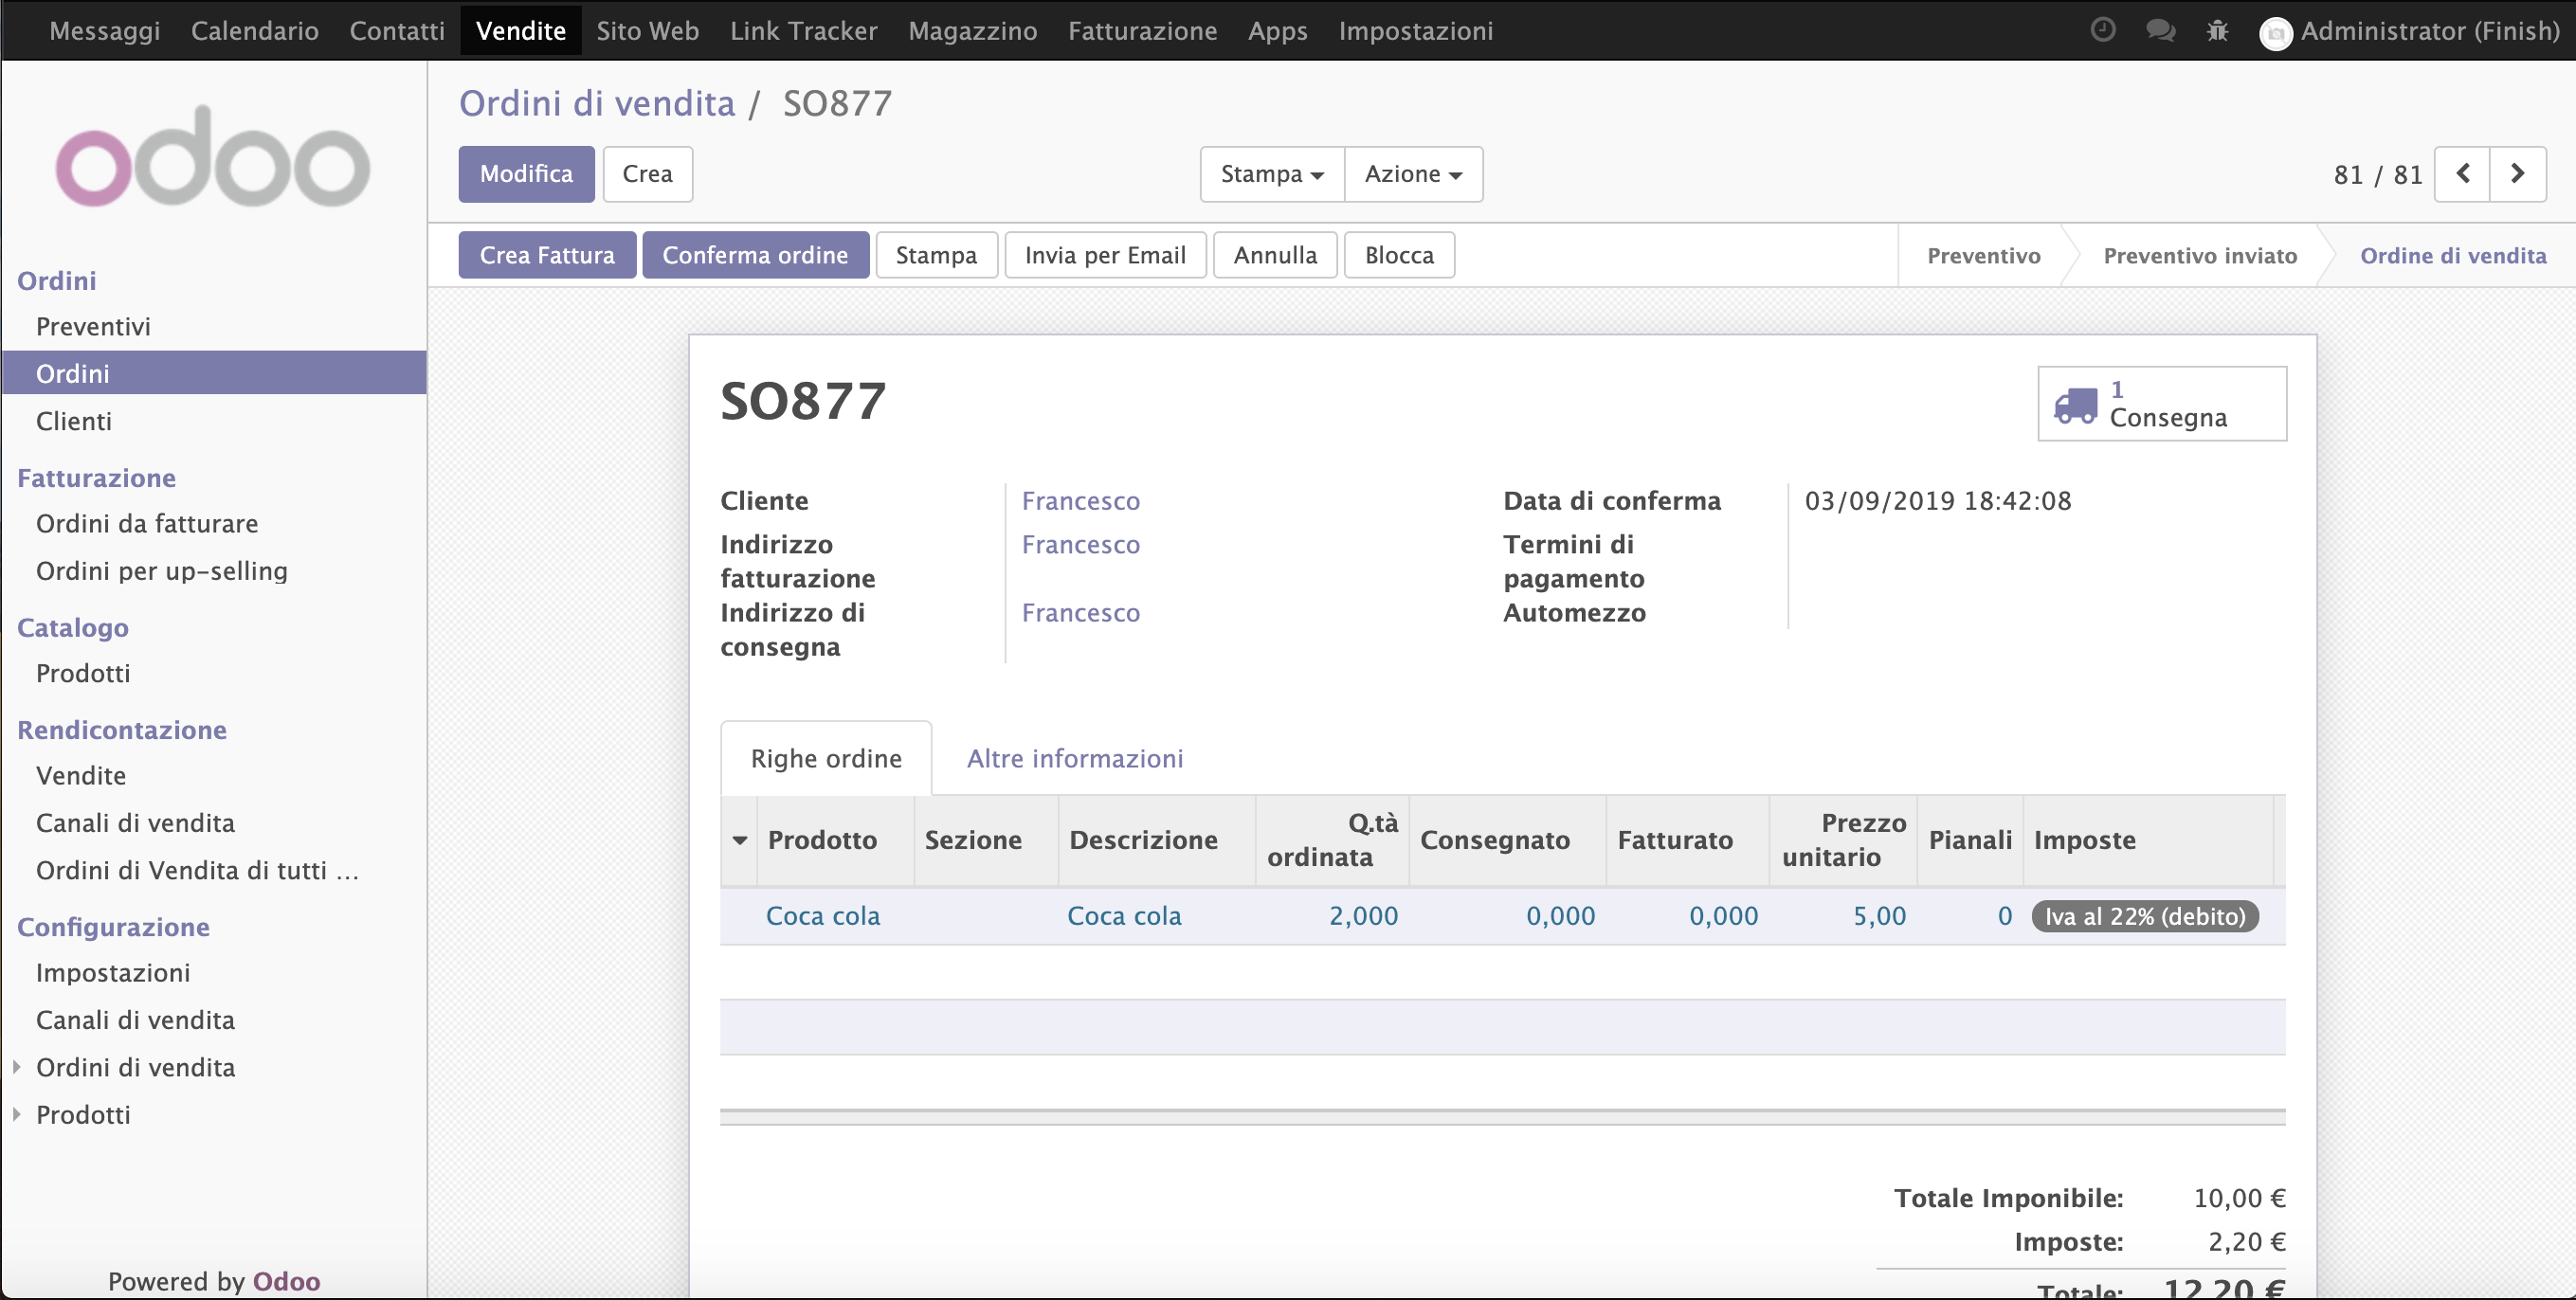 Messaggi Calendario Contatti Vendite Sito Web Link Tracker Magazzino Fatturazione Apps Impostazioni Administrator (Finish)
odoo
Ordini
Preventivi
Ordini
Clienti
Fatturazione
Ordini da fatturare
Ordini per up-selling
Catalogo
Prodotti
Rendicontazione
Vendite
Canali di vendita
Ordini di Vendita di tutti ...
Configurazione
Impostazioni
Canali di vendita
Ordini di vendita
Prodotti
Powered by Odoo
Ordini di vendita / SO877
Modifica Crea Stampa Azione 81 / 81
Crea Fattura Conferma ordine Stampa Invia per Email Annulla Blocca Preventivo Preventivo inviato Ordine di vendita
SO877
1
Consegna
Cliente Francesco
Indirizzo fatturazione Francesco
Indirizzo di consegna Francesco
Data di conferma 03/09/2019 18:42:08
Termini di pagamento
Automezzo
Righe ordine Altre informazioni
Prodotto Sezione Descrizione Q.tà ordinata Consegnato Fatturato Prezzo unitario Pianali Imposte
Coca cola Coca cola 2,000 0,000 0,000 5,00 0 Iva al 22% (debito)
Totale Imponibile: 10,00 €
Imposte: 2,20 €
Totale: 12,20 €